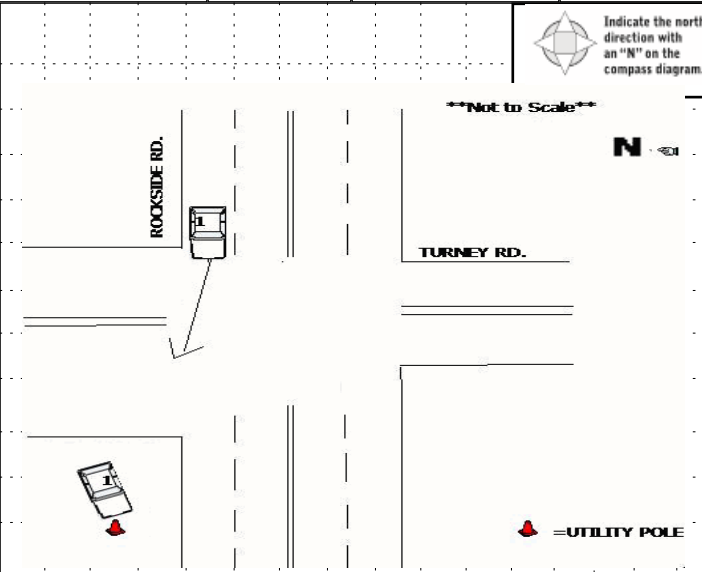 Indicate the north
direction with
an “N” on the
compass diagram.
**Not to Scale**
N
ROCKSIDE RD.
1
TURNEY RD.
1
=UTILITY POLE